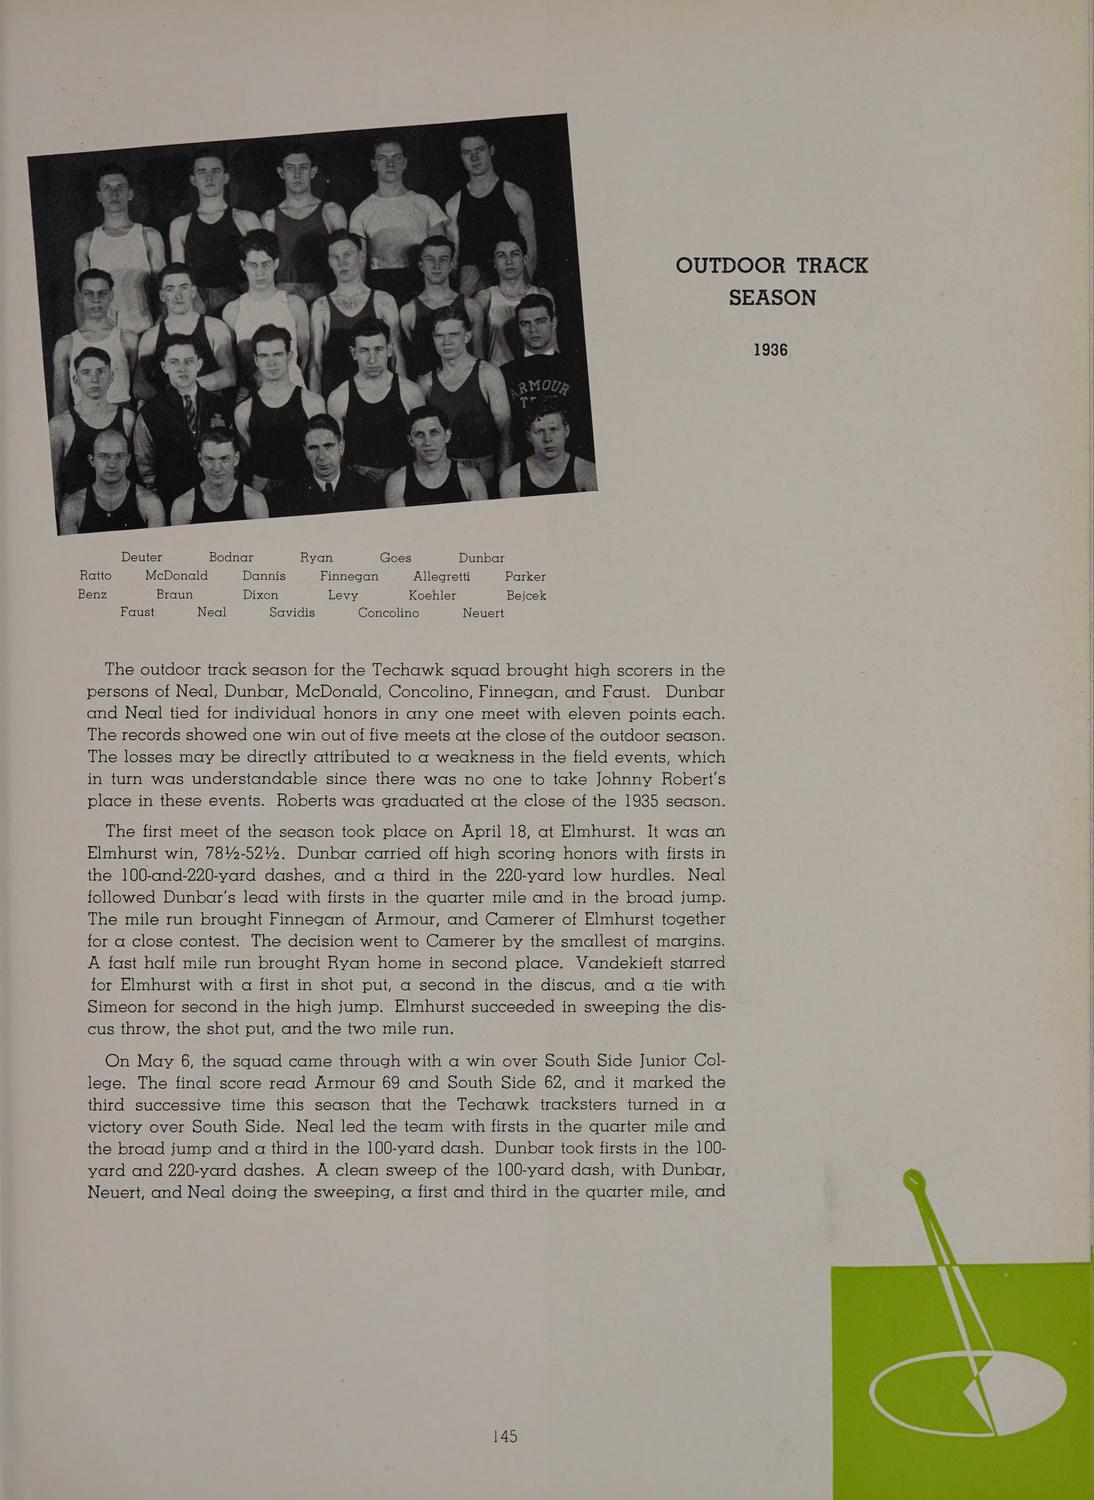 ARMOUR
OUTDOOR TRACK
SEASON
1936
Deuter Bodnar Ryan Goes Dunbar
Ratto McDonald Dannis Finnegan Allegretti Parker
Benz Braun Dixon Levy Koehler Bejcek
Faust Neal Savidis Concolino Neuert
The outdoor track season for the Techawk squad brought high scorers in the
persons of Neal, Dunbar, McDonald, Concolino, Finnegan, and Faust. Dunbar
and Neal tied for individual honors in any one meet with eleven points each.
The records showed one win out of five meets at the close of the outdoor season.
The losses may be directly attributed to a weakness in the field events, which
in turn was understandable since there was no one to take Johnny Robert's
place in these events. Roberts was graduated at the close of the 1935 season.
The first meet of the season took place on April 18, at Elmhurst. It was an
Elmhurst win, 78½-52½. Dunbar carried off high scoring honors with firsts in
the 100-and-220-yard dashes, and a third in the 220-yard low hurdles. Neal
followed Dunbar's lead with firsts in the quarter mile and in the broad jump.
The mile run brought Finnegan of Armour, and Camerer of Elmhurst together
for a close contest. The decision went to Camerer by the smallest of margins.
A fast half mile run brought Ryan home in second place. Vandekieft starred
for Elmhurst with a first in shot put, a second in the discus, and a tie with
Simeon for second in the high jump. Elmhurst succeeded in sweeping the dis-
cus throw, the shot put, and the two mile run.
On May 6, the squad came through with a win over South Side Junior Col-
lege. The final score read Armour 69 and South Side 62, and it marked the
third successive time this season that the Techawk tracksters turned in a
victory over South Side. Neal led the team with firsts in the quarter mile and
the broad jump and a third in the 100-yard dash. Dunbar took firsts in the 100-
yard and 220-yard dashes. A clean sweep of the 100-yard dash, with Dunbar,
Neuert, and Neal doing the sweeping, a first and third in the quarter mile, and
145